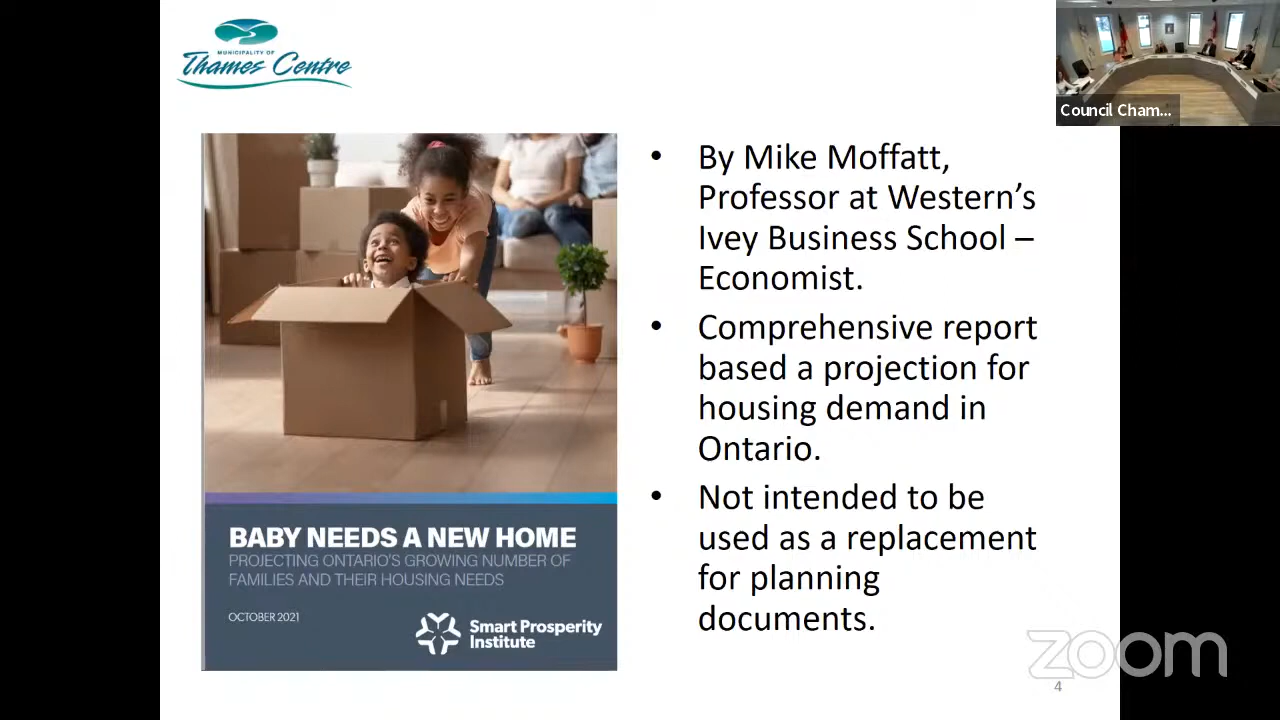 MUNICIPALITY OF
Thames Centre
Council Cham...
• By Mike Moffatt,
Professor at Western’s
Ivey Business School –
Economist.
• Comprehensive report
based a projection for
housing demand in
Ontario.
• Not intended to be
used as a replacement
for planning
documents.
BABY NEEDS A NEW HOME
PROJECTING ONTARIO'S GROWING NUMBER OF
FAMILIES AND THEIR HOUSING NEEDS
OCTOBER 2021
Smart Prosperity
Institute
zoom
4